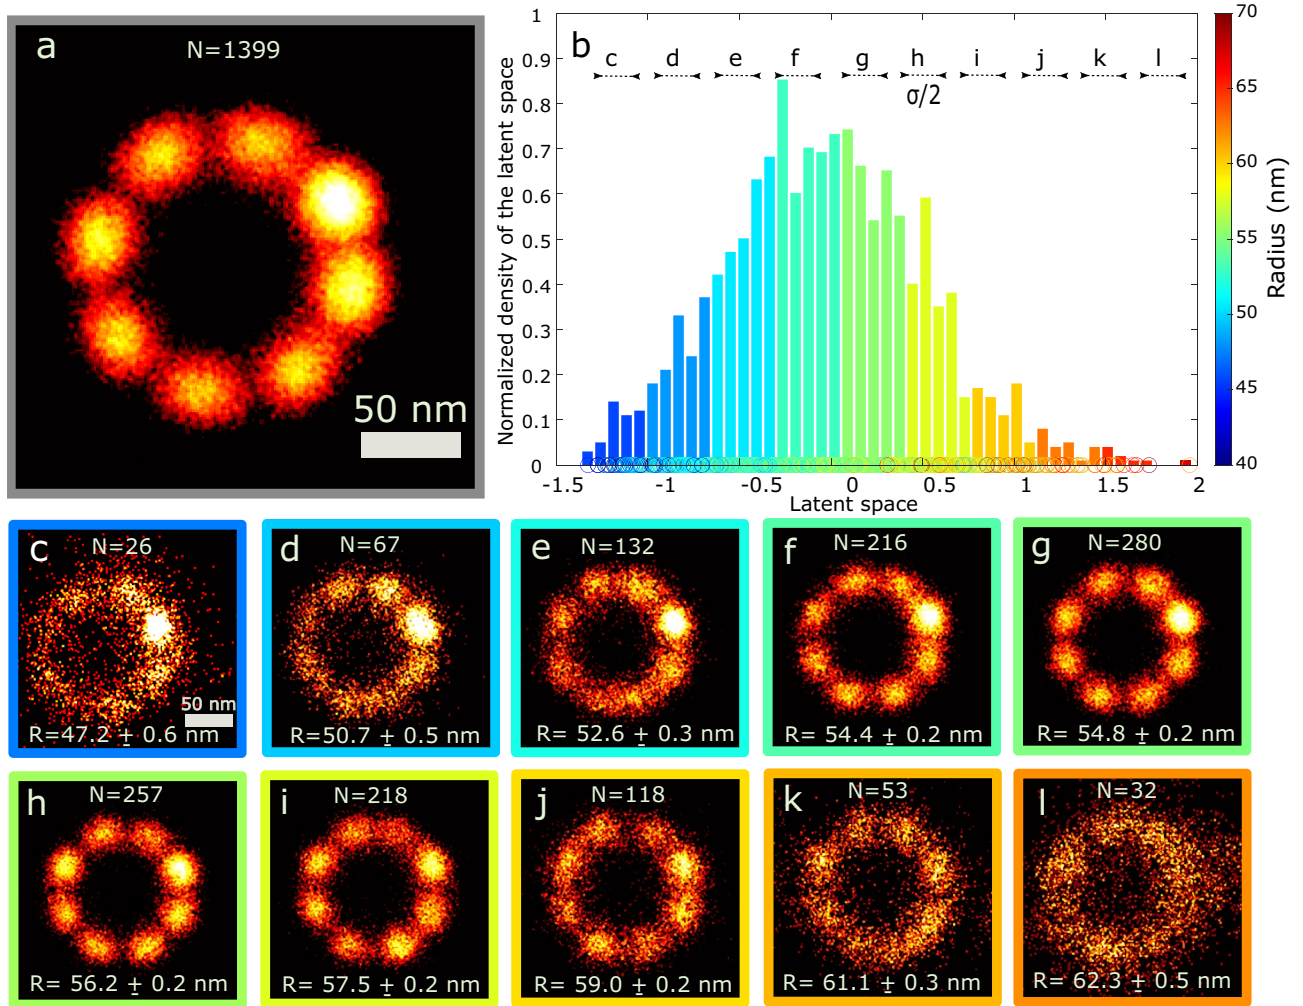 a
N=1399
50 nm
b
c d e f g h i j k l
σ/2
Normalized density of the latent space
1
0.9
0.8
0.7
0.6
0.5
0.4
0.3
0.2
0.1
0
-1.5 -1 -0.5 0 0.5 1 1.5 2
Latent space
70
65
60
55
50
45
40
Radius (nm)
c
N=26
50 nm
R=47.2 ± 0.6 nm
d
N=67
R=50.7 ± 0.5 nm
e
N=132
R= 52.6 ± 0.3 nm
f
N=216
R= 54.4 ± 0.2 nm
g
N=280
R= 54.8 ± 0.2 nm
h
N=257
R= 56.2 ± 0.2 nm
i
N=218
R= 57.5 ± 0.2 nm
j
N=118
R= 59.0 ± 0.2 nm
k
N=53
R= 61.1 ± 0.3 nm
l
N=32
R= 62.3 ± 0.5 nm